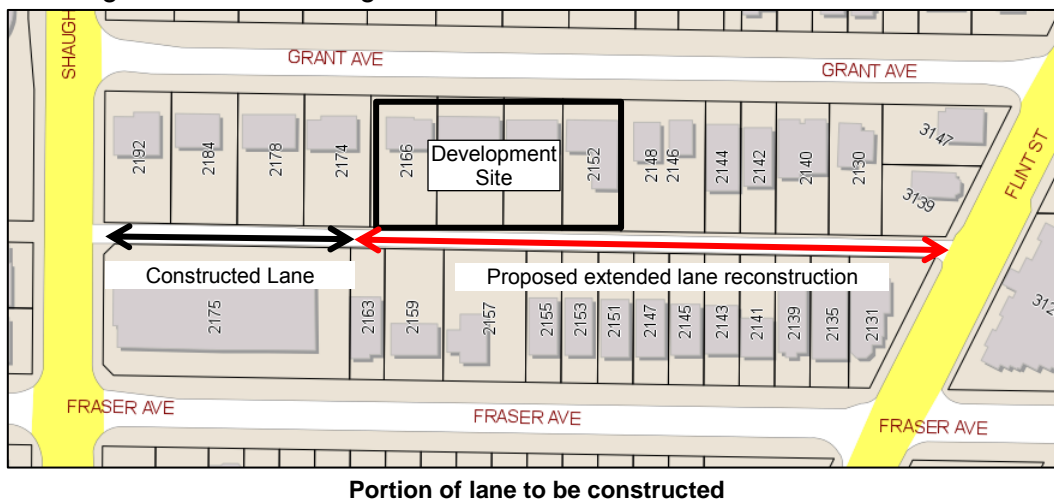 SHAUGH
GRANT AVE
GRANT AVE
2192
2184
2178
2174
2166
Development
Site
2152
2148
2146
2144
2142
2140
2130
3147
3139
FLINT ST
Constructed Lane
Proposed extended lane reconstruction
2175
2163
2159
2157
2155
2153
2151
2147
2145
2143
2141
2139
2135
2131
312
FRASER AVE
FRASER AVE
FRASER AVE
Portion of lane to be constructed